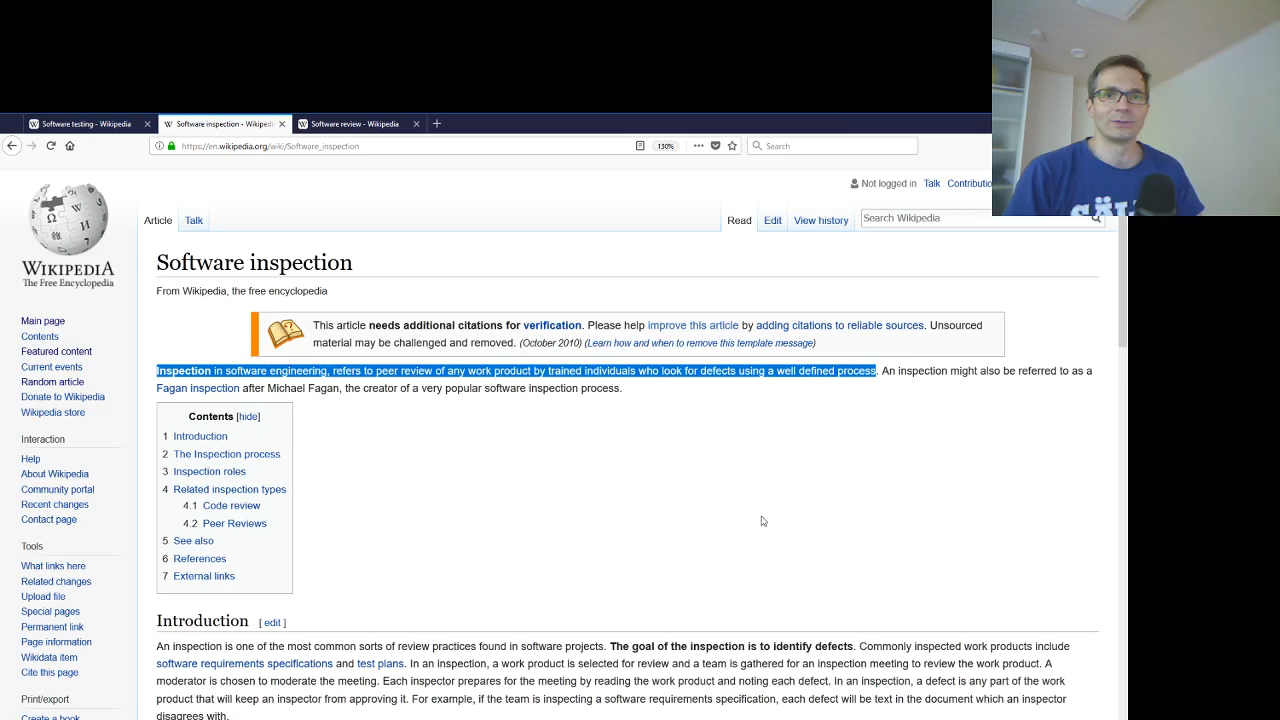 Software testing - Wikipedia
Software inspection - Wikipedi
Software review - Wikipedia
https://en.wikipedia.org/wiki/Software_inspection
130%
Search
Not logged in Talk Contributio
Article Talk
Read Edit View history
Search Wikipedia
WIKIPEDIA
The Free Encyclopedia
Main page
Contents
Featured content
Current events
Random article
Donate to Wikipedia
Wikipedia store
Interaction
Help
About Wikipedia
Community portal
Recent changes
Contact page
Tools
What links here
Related changes
Upload file
Special pages
Permanent link
Page information
Wikidata item
Cite this page
Print/export
Create a book
Software inspection
From Wikipedia, the free encyclopedia
This article needs additional citations for verification. Please help improve this article by adding citations to reliable sources. Unsourced
material may be challenged and removed. (October 2010) (Learn how and when to remove this template message)
Inspection in software engineering, refers to peer review of any work product by trained individuals who look for defects using a well defined process. An inspection might also be referred to as a
Fagan inspection after Michael Fagan, the creator of a very popular software inspection process.
Contents [hide]
1 Introduction
2 The Inspection process
3 Inspection roles
4 Related inspection types
4.1 Code review
4.2 Peer Reviews
5 See also
6 References
7 External links
Introduction [ edit ]
An inspection is one of the most common sorts of review practices found in software projects. The goal of the inspection is to identify defects. Commonly inspected work products include
software requirements specifications and test plans. In an inspection, a work product is selected for review and a team is gathered for an inspection meeting to review the work product. A
moderator is chosen to moderate the meeting. Each inspector prepares for the meeting by reading the work product and noting each defect. In an inspection, a defect is any part of the work
product that will keep an inspector from approving it. For example, if the team is inspecting a software requirements specification, each defect will be text in the document which an inspector
disagrees with.